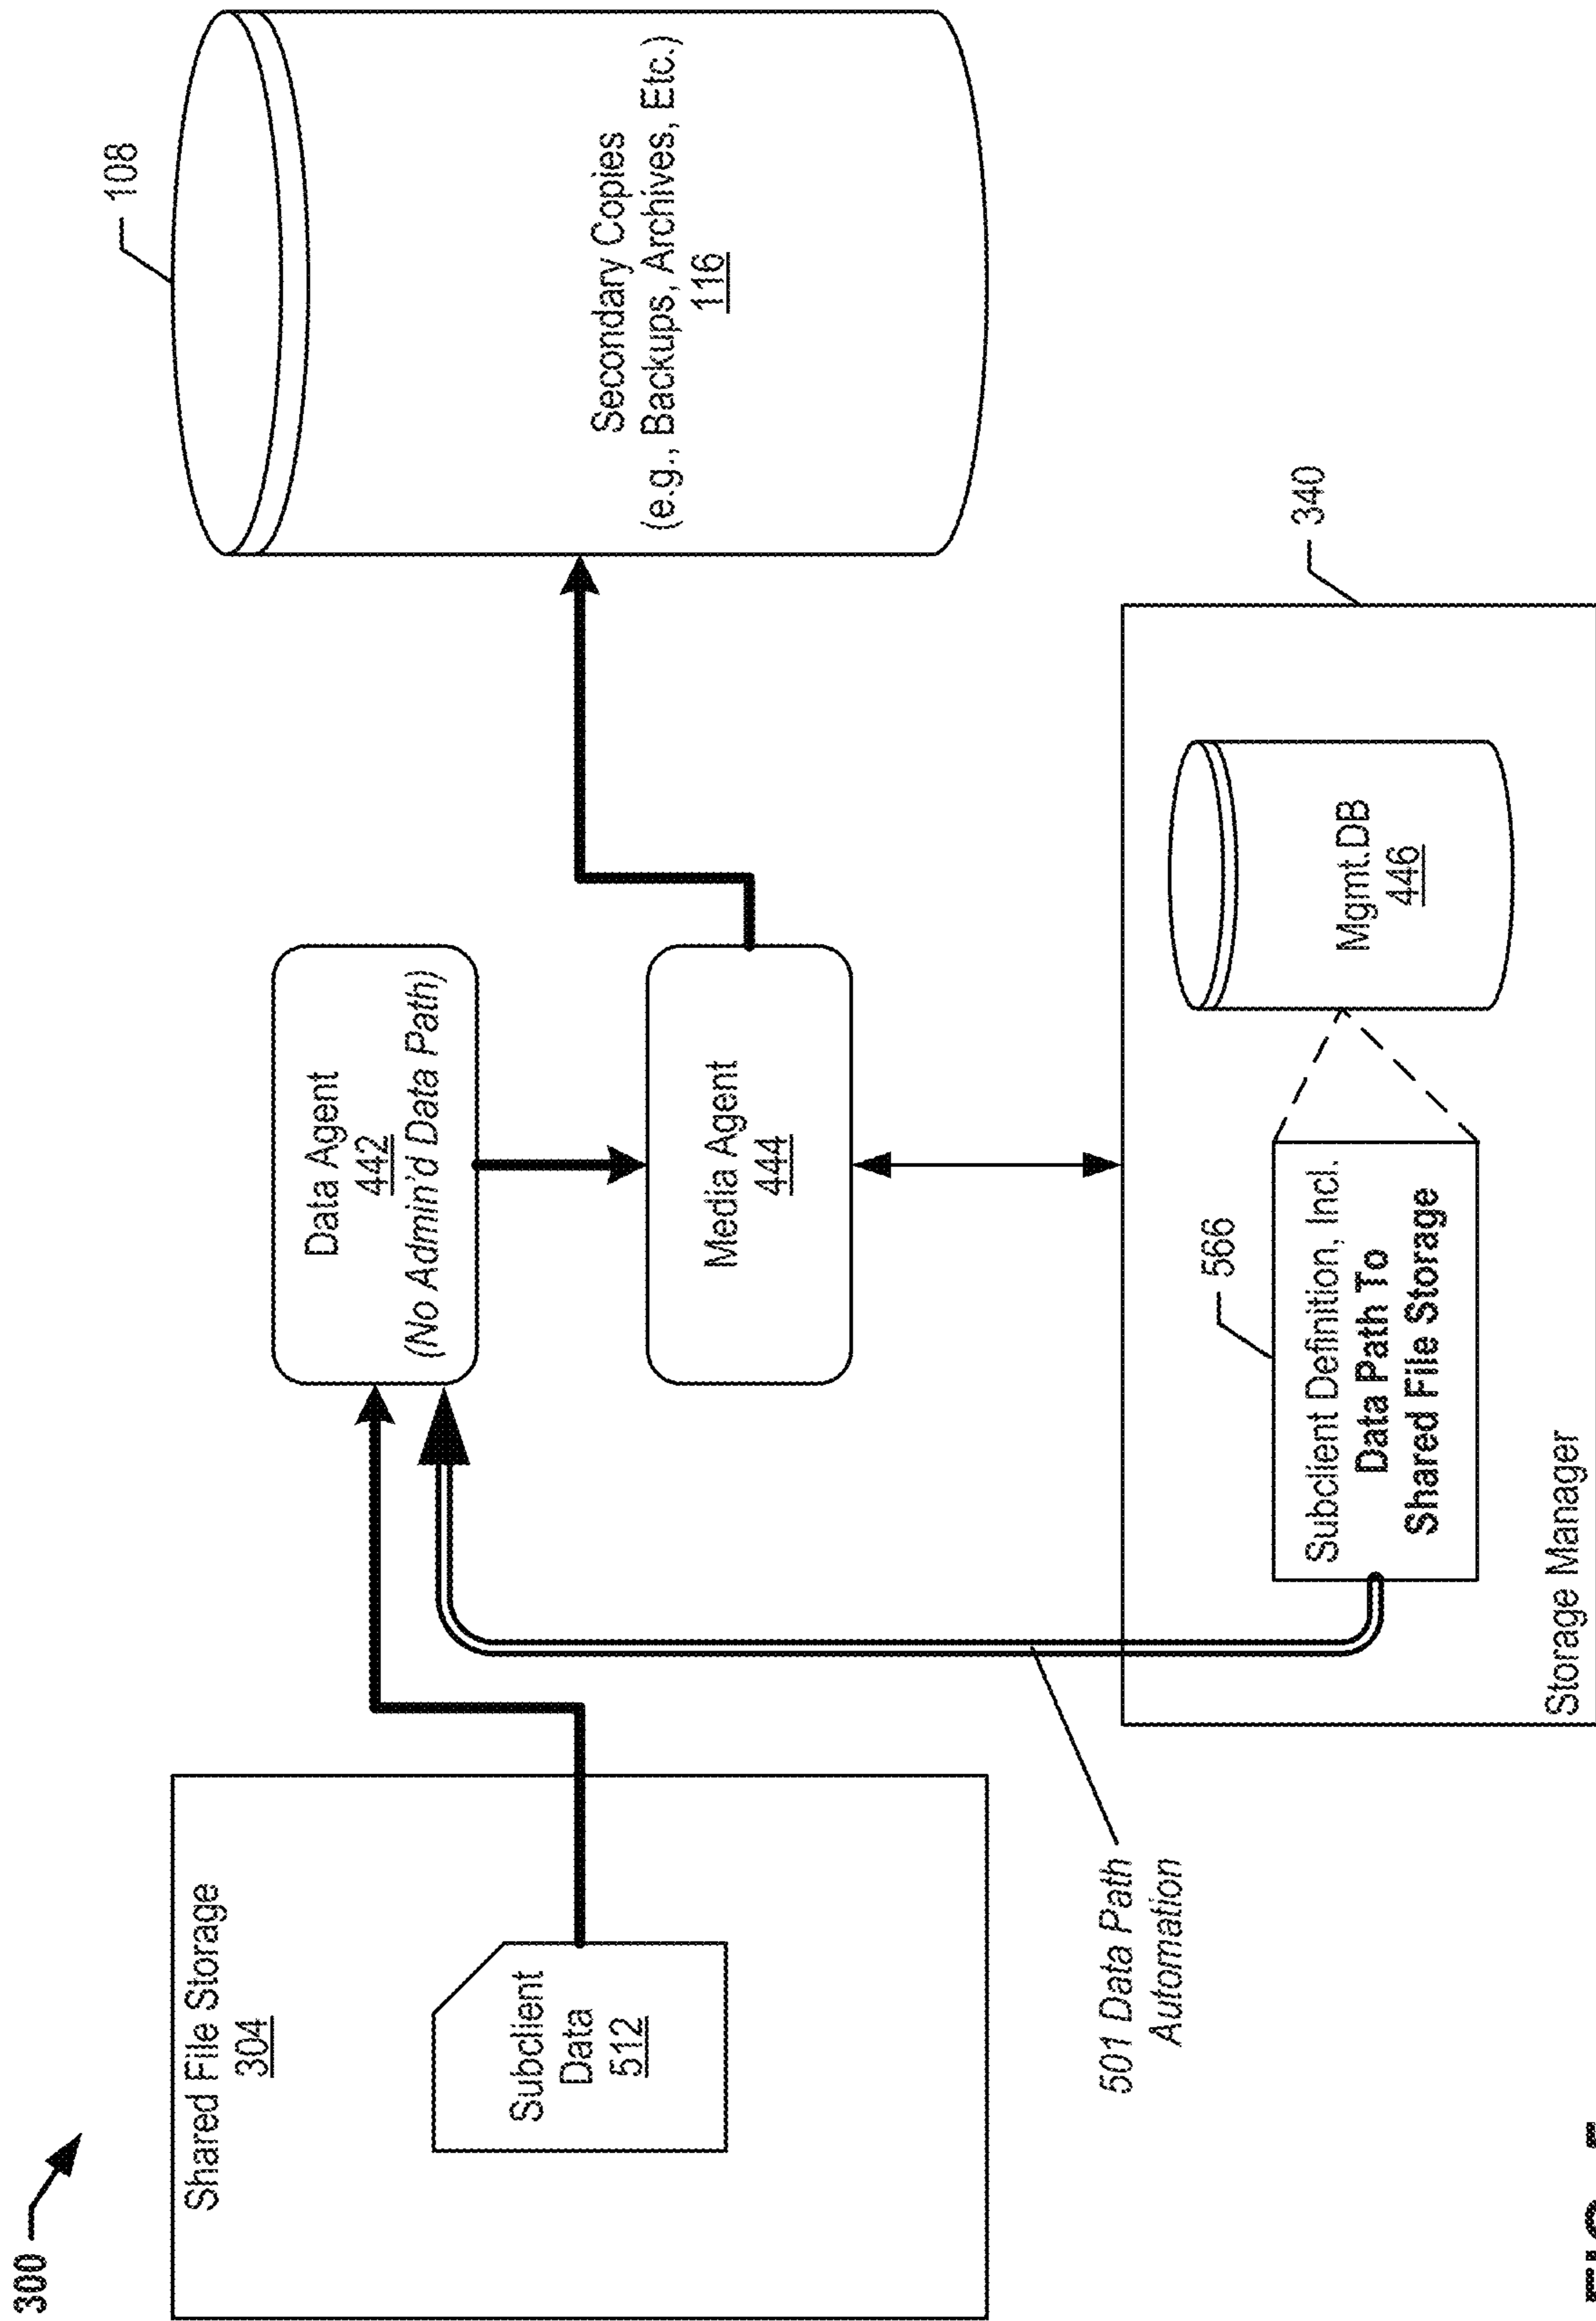 300
Shared File Storage
304
Subclient
Data
512
Data Agent
442
(No Admin'd Data Path)
Media Agent
444
108
Secondary Copies
(e.g., Backups, Archives, Etc.)
116
501 Data Path
Automation
340
566
Subclient Definition, Incl.
Data Path To
Shared File Storage
Mgmt.DB
446
Storage Manager